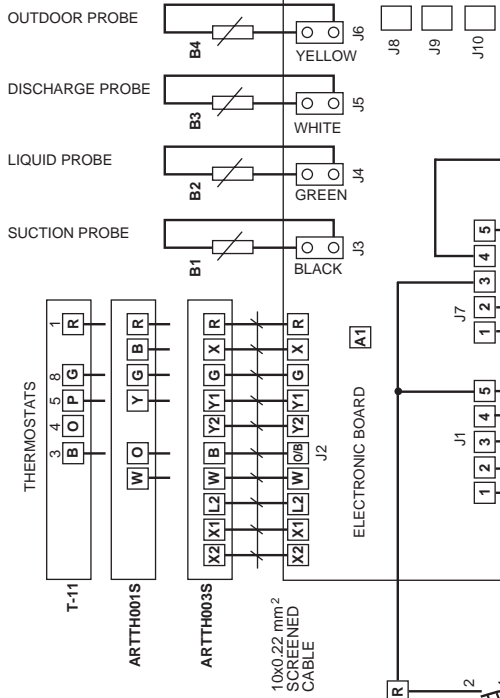 OUTDOOR PROBE
B4
YELLOW
J6
J8
J9
J10
DISCHARGE PROBE
B3
WHITE
J5
LIQUID PROBE
B2
GREEN
J4
SUCTION PROBE
B1
BLACK
J3
THERMOSTATS
3 4 5 8 1
B O P G R
T-11
W O Y G B R
ARTTH001S
X2 X1 L2 W B Y2 Y1 G X R
ARTTH003S
X2 X1 L2 W O/B Y2 Y1 G X R
J2
10x0.22 mm²
SCREENED
CABLE
A1
ELECTRONIC BOARD
J7
1 2 3 4 5
J1
1 2 3 4 5
R
2